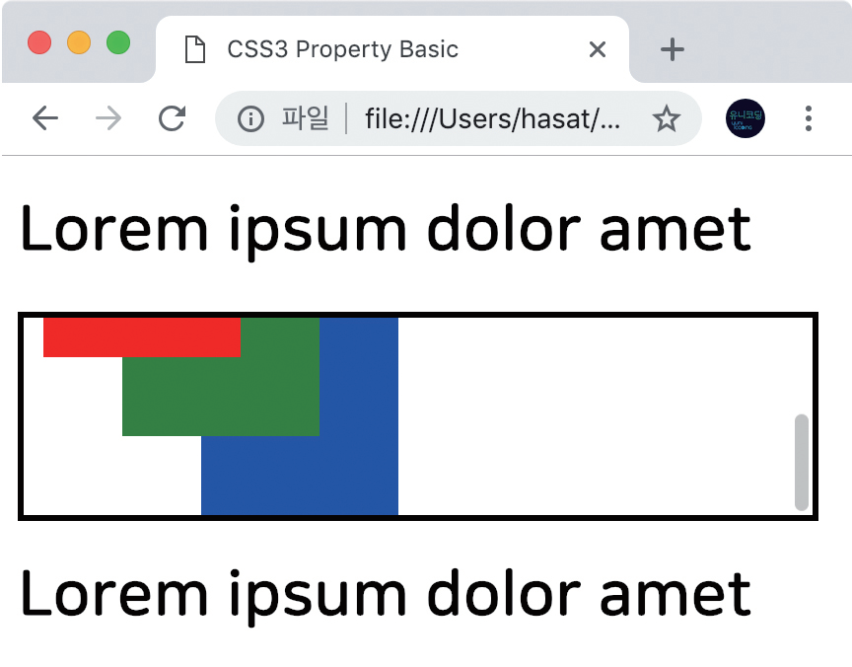 CSS3 Property Basic
파일 file:///Users/hasat/...
Lorem ipsum dolor amet
Lorem ipsum dolor amet